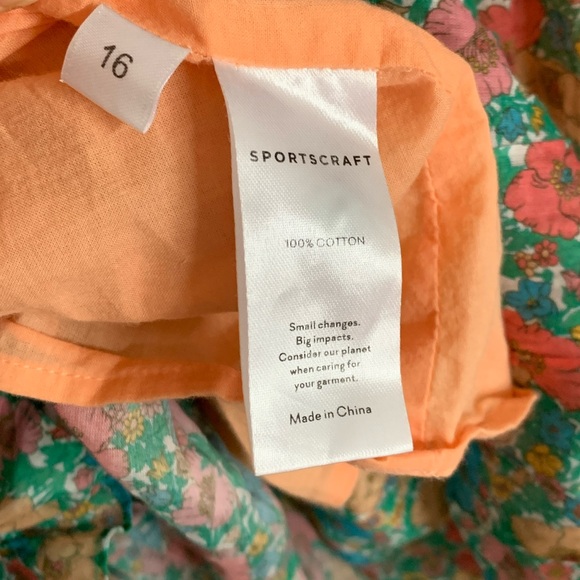 16
SPORTSCRAFT
100% COTTON
Small changes.
Big impacts.
Consider our planet
when caring for
your garment.
Made in China